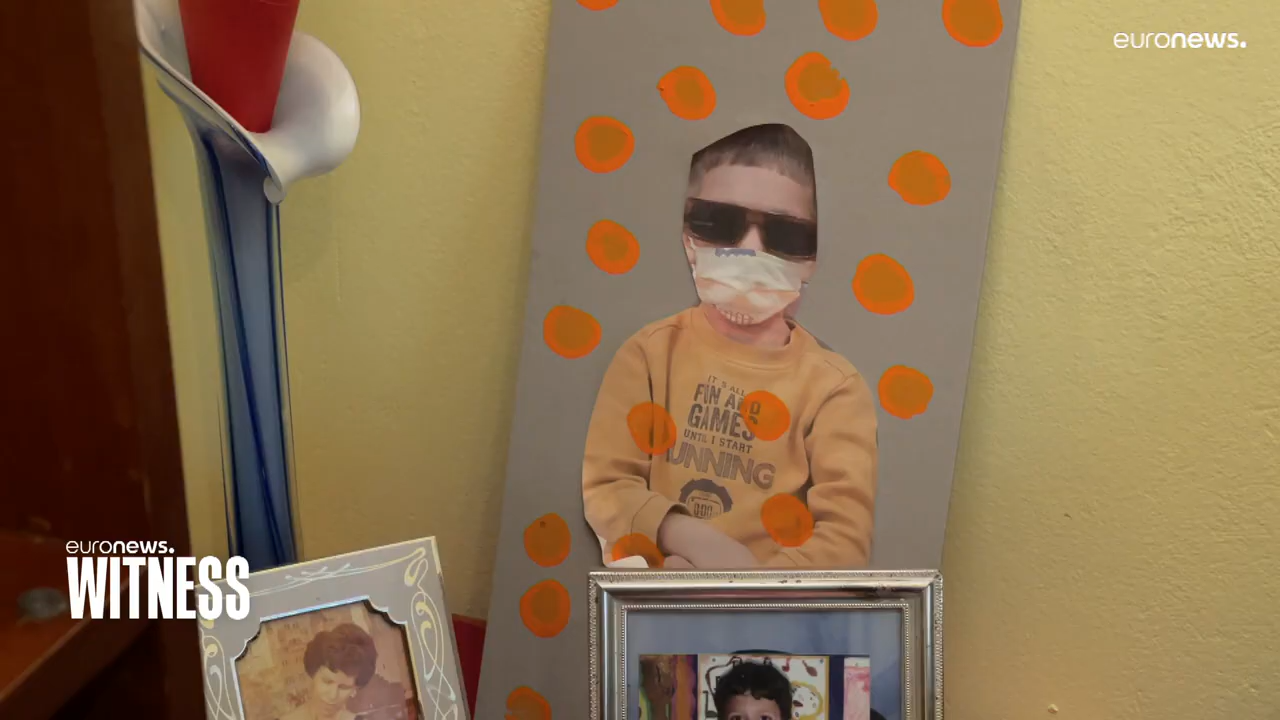 euronews.
IT'S ALL
FUN AND
GAMES
UNTIL I START
RUNNING
euronews.
WITNESS